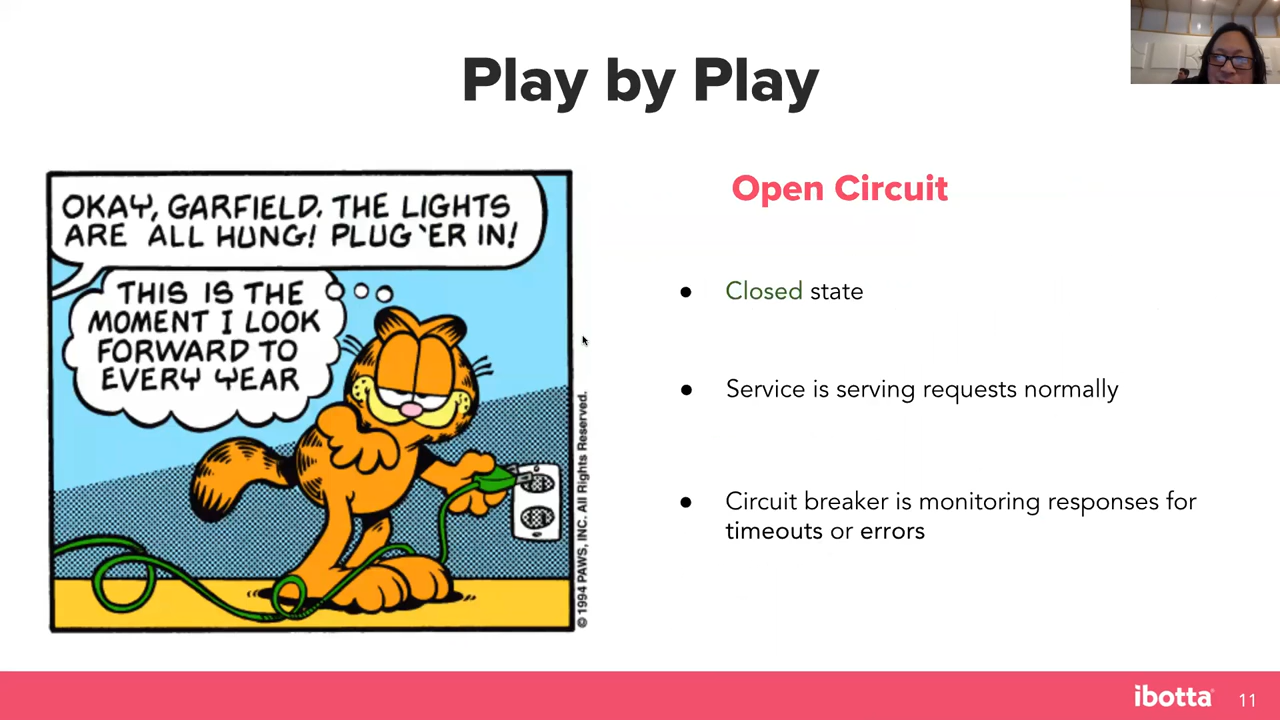 Play by Play
OKAY, GARFIELD. THE LIGHTS
ARE ALL HUNG! PLUG 'ER IN!
THIS IS THE
MOMENT I LOOK
FORWARD TO
EVERY YEAR
© 1994 PAWS, INC. All Rights Reserved.
Open Circuit
● Closed state
● Service is serving requests normally
● Circuit breaker is monitoring responses for
timeouts or errors
ibotta
11